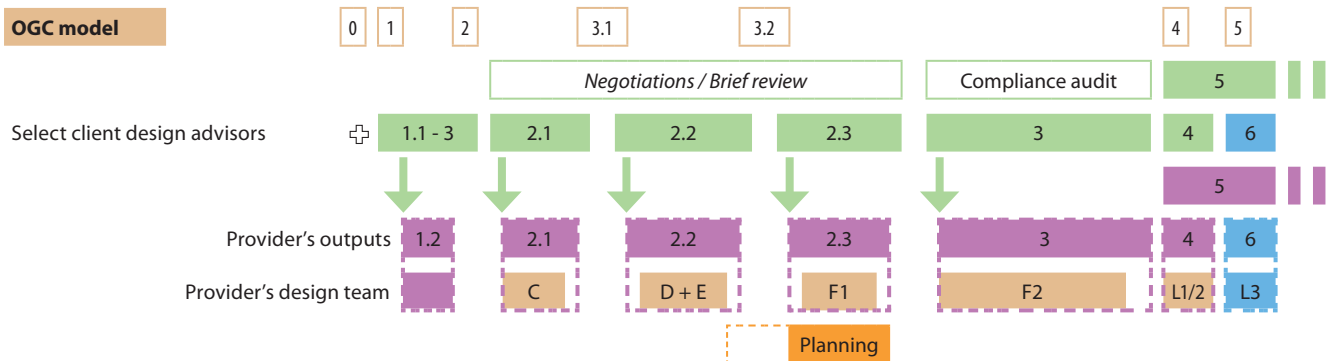 OGC model 0 1 2 3.1 3.2 4 5
Negotiations / Brief review Compliance audit 5
Select client design advisors 1.1 - 3 2.1 2.2 2.3 3 4 6
5
Provider's outputs 1.2 2.1 2.2 2.3 3 4 6
Provider's design team C D + E F1 F2 L1/2 L3
Planning